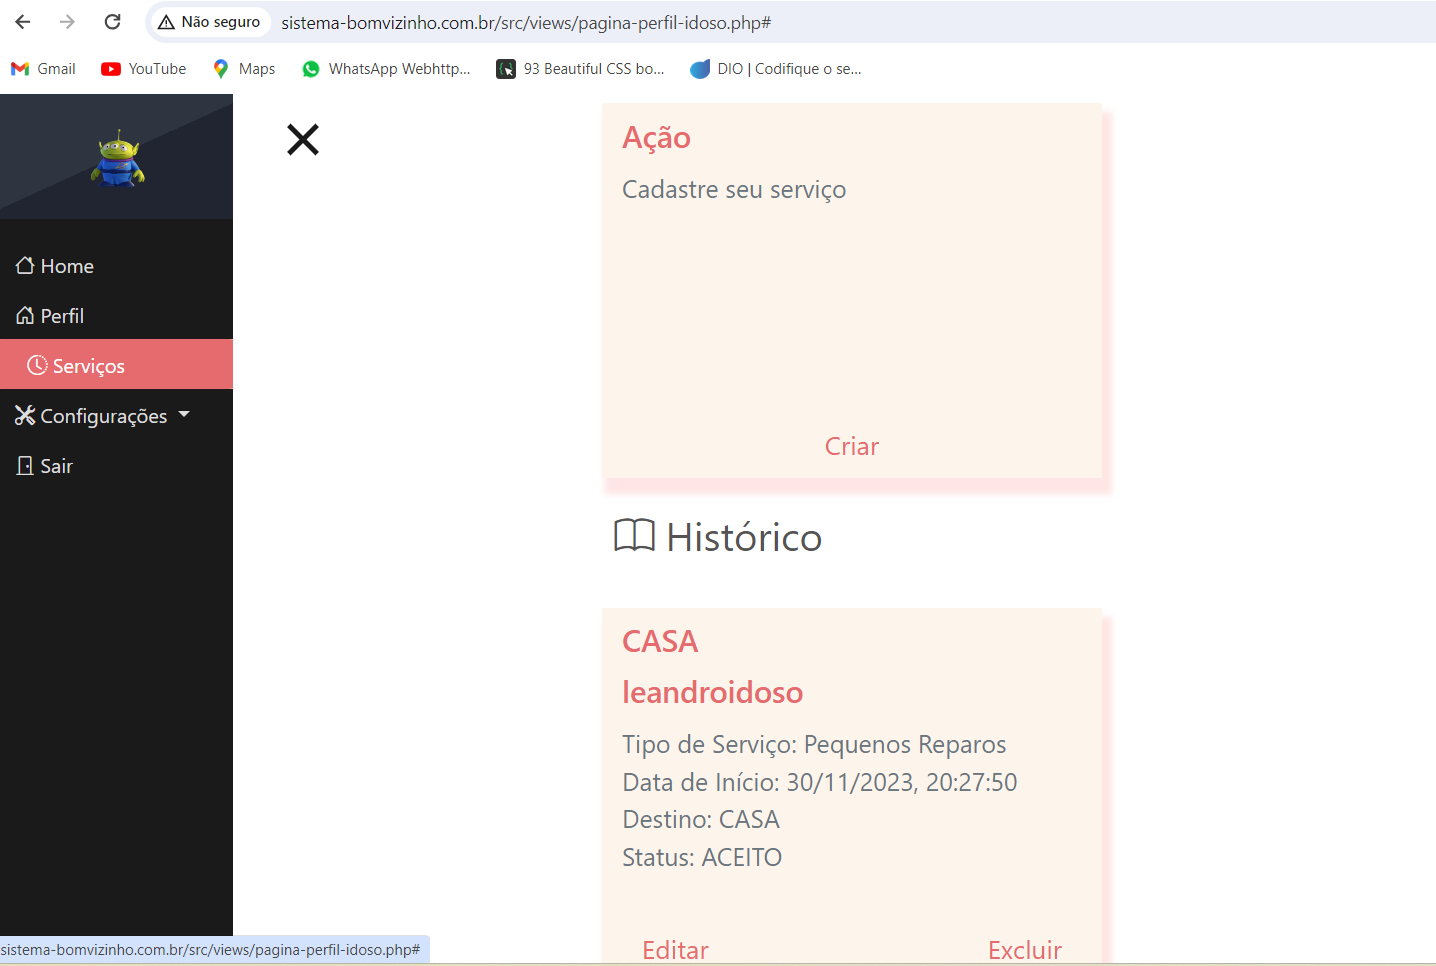 Não seguro sistema-bomvizinho.com.br/src/views/pagina-perfil-idoso.php#
Gmail YouTube Maps WhatsApp Webhttp... 93 Beautiful CSS bo... DIO | Codifique o se...
Home
Perfil
Serviços
Configurações
Sair
Ação
Cadastre seu serviço
Criar
Histórico
CASA
leandroidoso
Tipo de Serviço: Pequenos Reparos
Data de Início: 30/11/2023, 20:27:50
Destino: CASA
Status: ACEITO
Editar Excluir
sistema-bomvizinho.com.br/src/views/pagina-perfil-idoso.php#